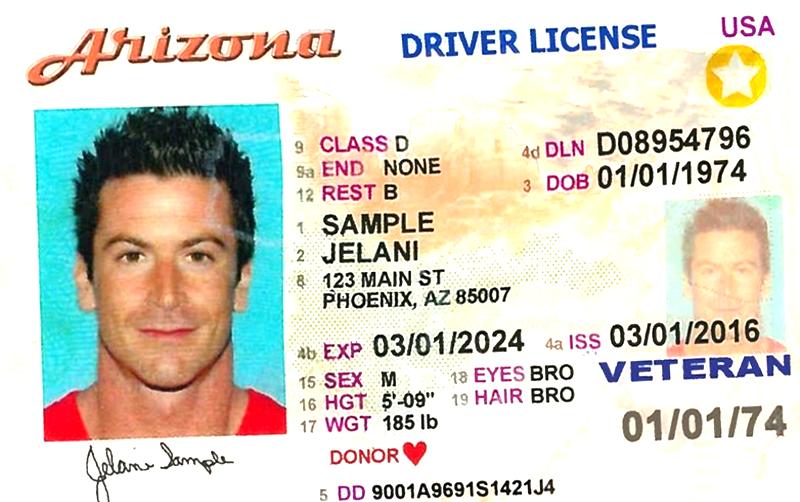 Arizona DRIVER LICENSE USA
9 CLASS D 4d DLN D08954796
9a END NONE 3 DOB 01/01/1974
12 REST B
1 SAMPLE
2 JELANI
8 123 MAIN ST
PHOENIX, AZ 85007
4b EXP 03/01/2024 4a ISS 03/01/2016
15 SEX M 18 EYES BRO VETERAN
16 HGT 5'-09" 19 HAIR BRO
17 WGT 185 lb 01/01/74
DONOR
Jelani Sample
5 DD 9001A9691S1421J4